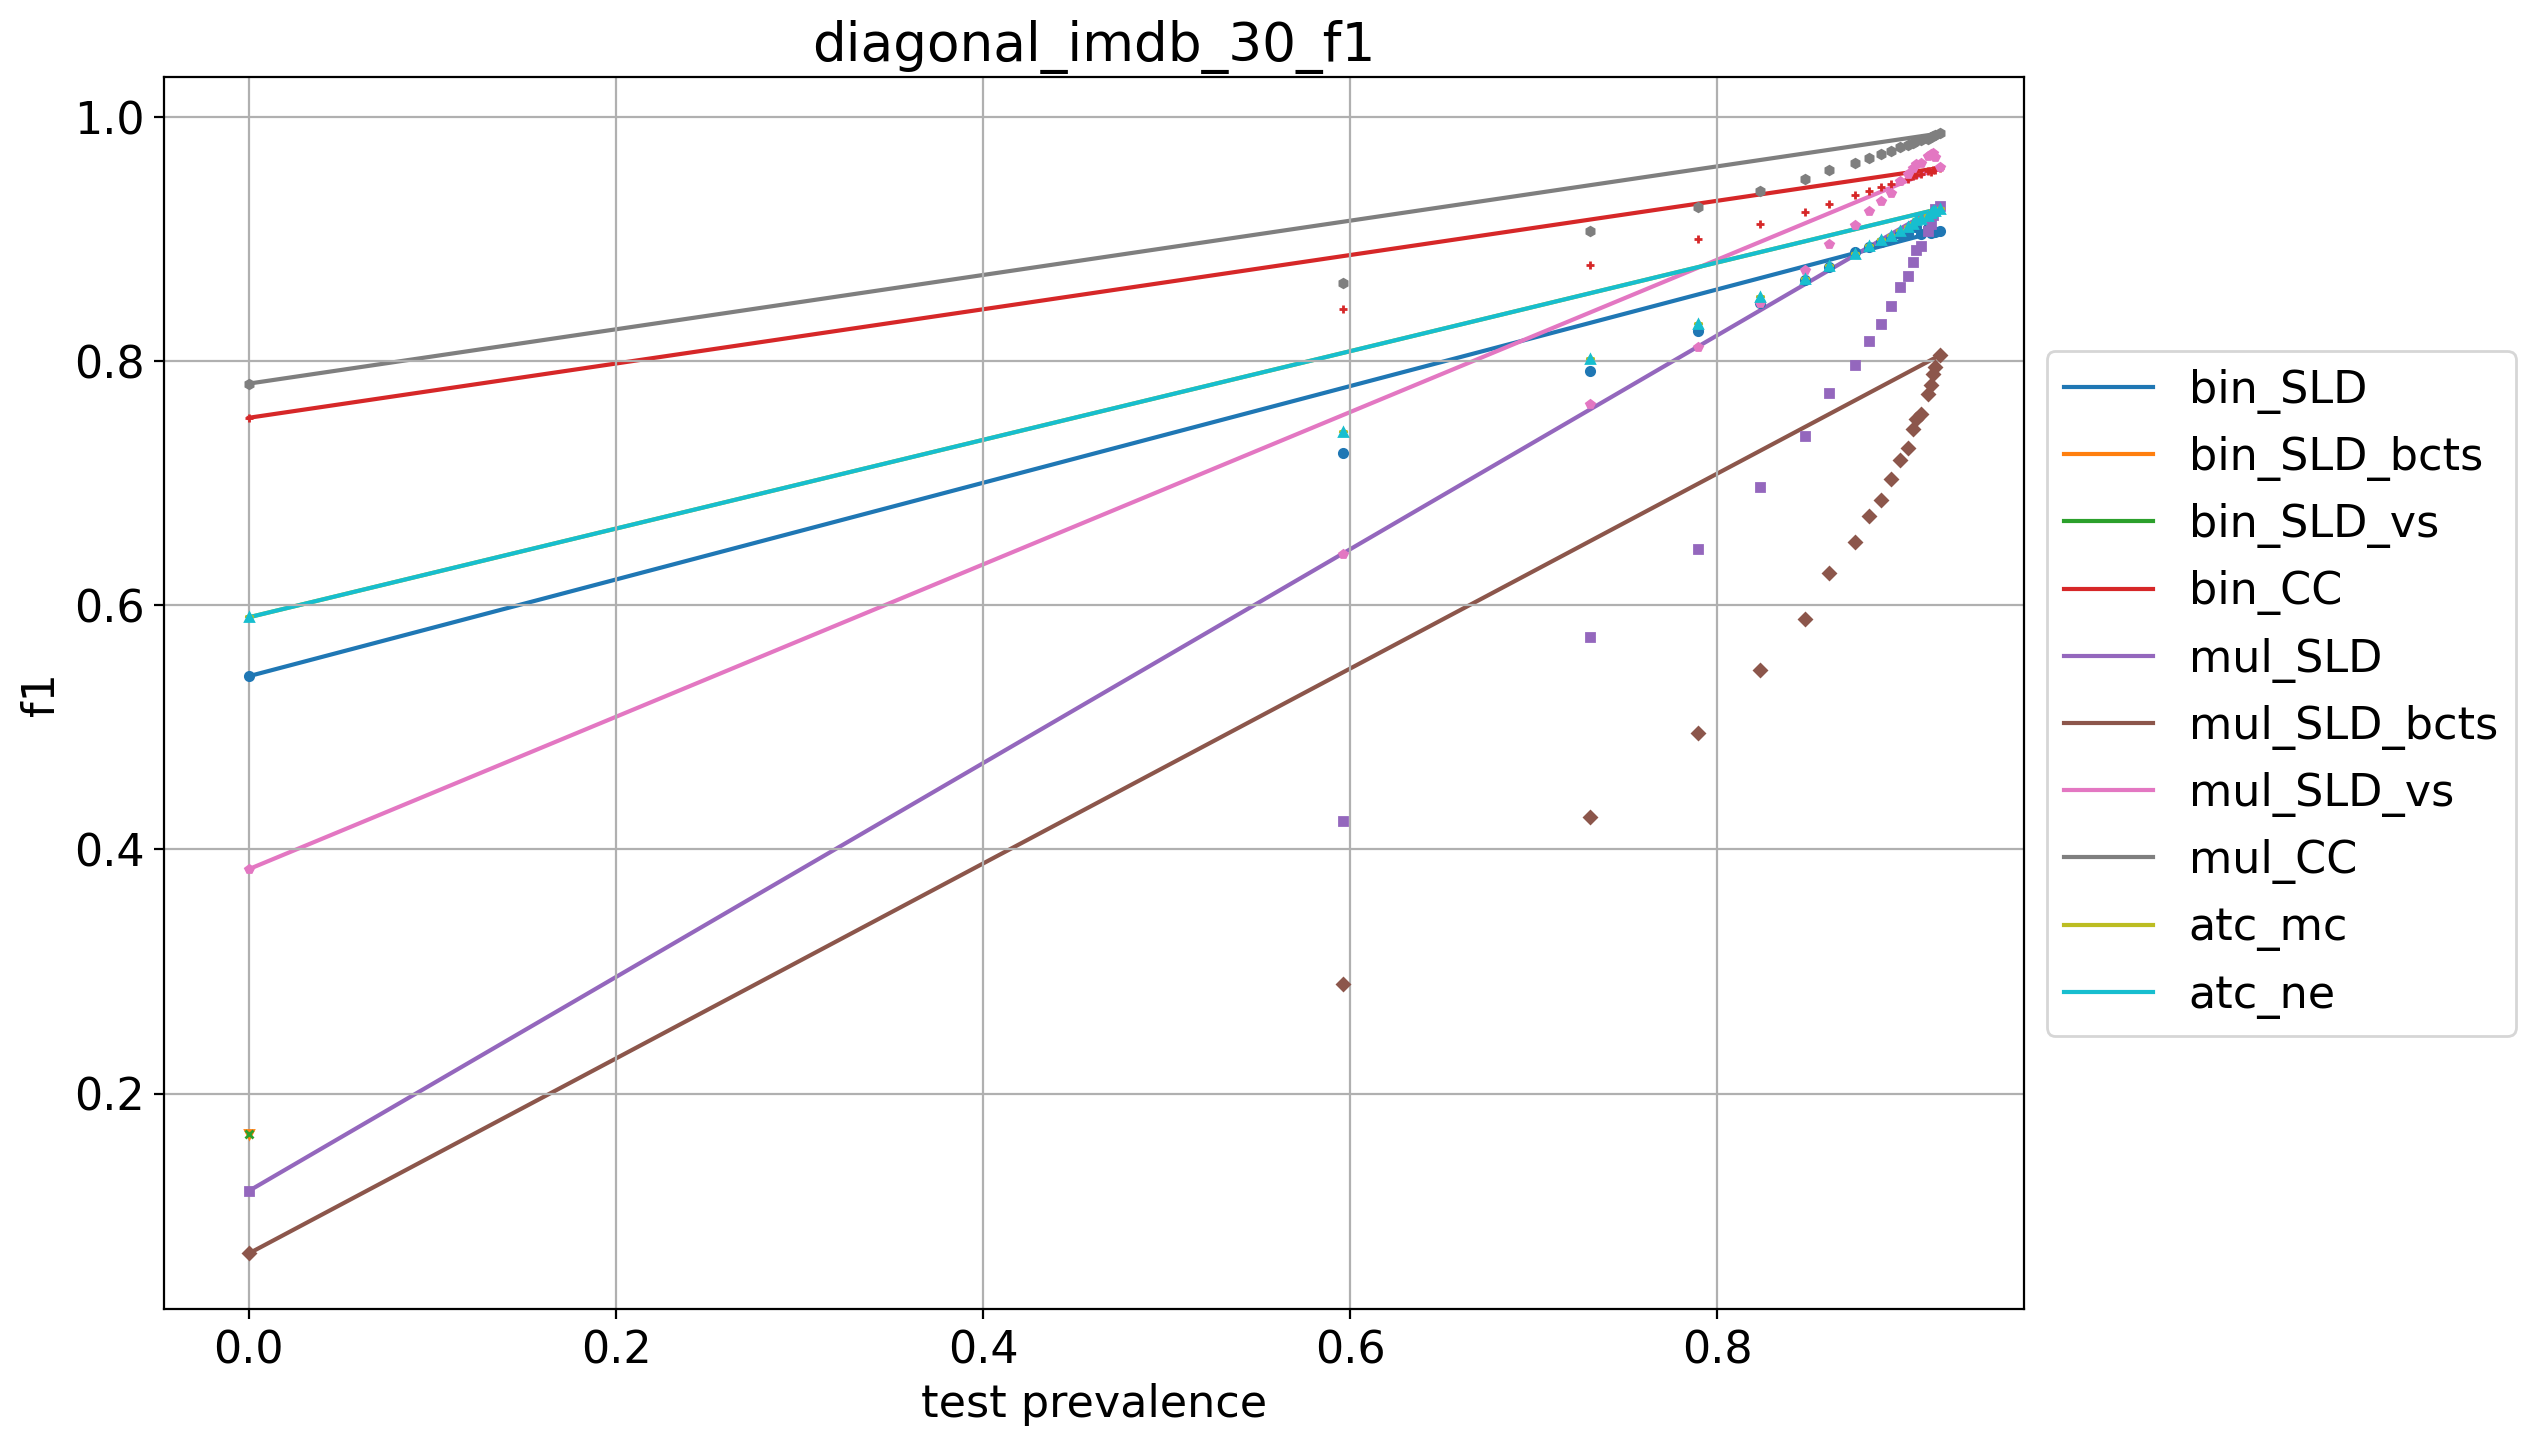 diagonal_imdb_30_f1
1.0
0.8
0.6
0.4
0.2
f1
0.0
0.2
0.4
0.6
0.8
test prevalence
bin_SLD
bin_SLD_bcts
bin_SLD_vs
bin_CC
mul_SLD
mul_SLD_bcts
mul_SLD_vs
mul_CC
atc_mc
atc_ne